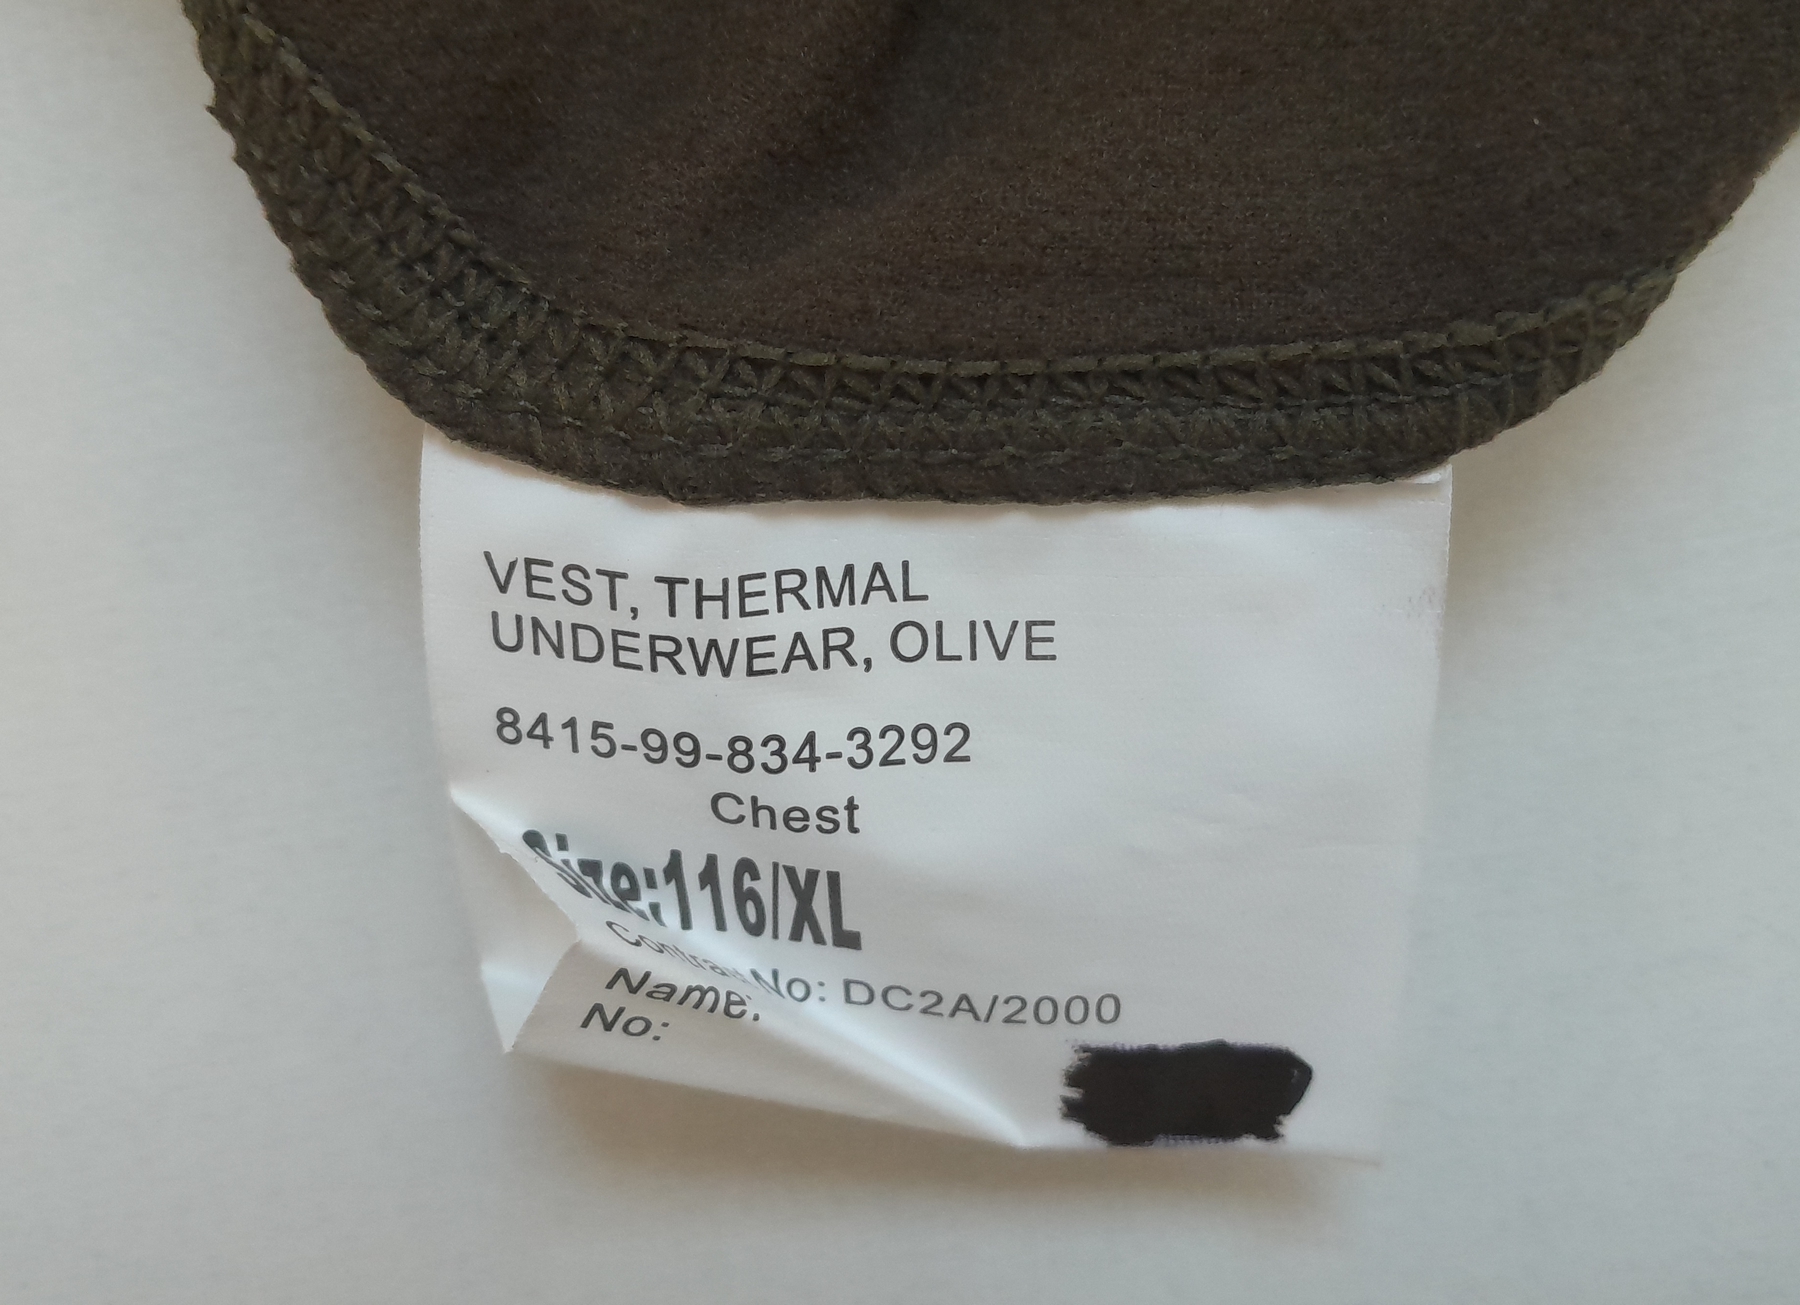 VEST, THERMAL
UNDERWEAR, OLIVE
8415-99-834-3292
Chest
Size:116/XL
Contract No: DC2A/2000
Name:
No: